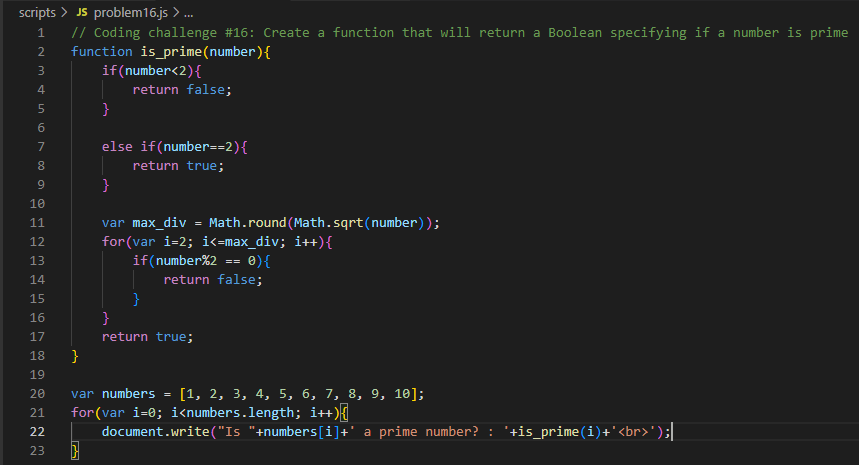 scripts > JS problem16.js > ...
1 // Coding challenge #16: Create a function that will return a Boolean specifying if a number is prime
2 function is_prime(number){
3     if(number<2){
4         return false;
5     }
6
7     else if(number==2){
8         return true;
9     }
10
11     var max_div = Math.round(Math.sqrt(number));
12     for(var i=2; i<=max_div; i++){
13         if(number%2 == 0){
14             return false;
15         }
16     }
17     return true;
18 }
19
20 var numbers = [1, 2, 3, 4, 5, 6, 7, 8, 9, 10];
21 for(var i=0; i<numbers.length; i++){
22     document.write("Is "+numbers[i]+' a prime number? : '+is_prime(i)+'<br>');
23 }